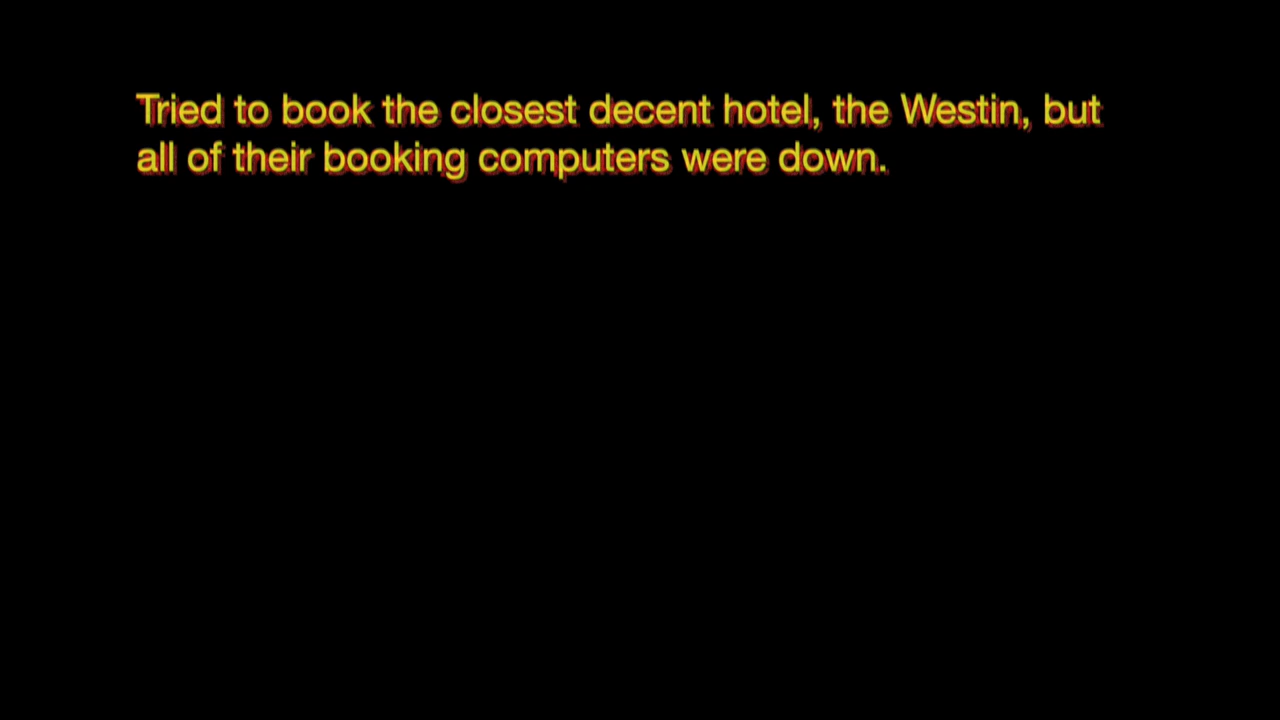 Tried to book the closest decent hotel, the Westin, but
all of their booking computers were down.